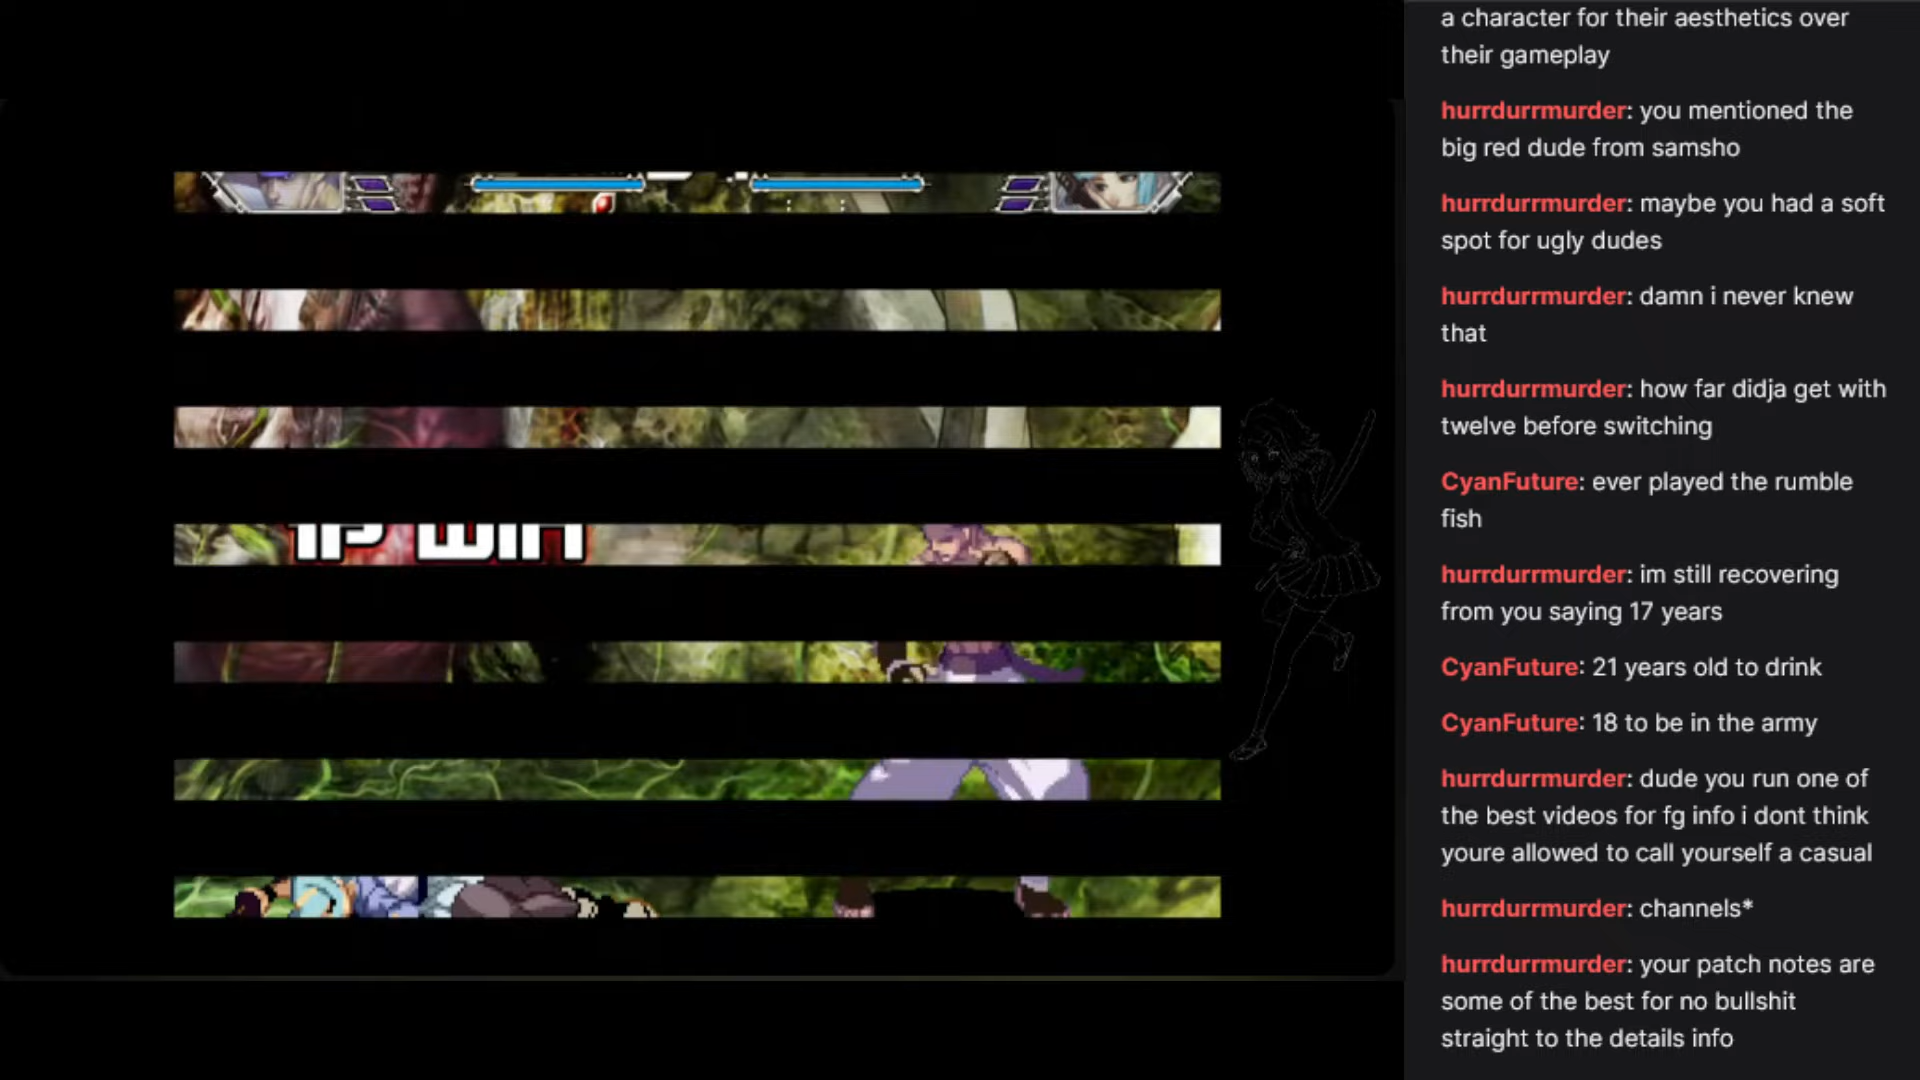 a character for their aesthetics over
their gameplay
hurrdurrmurder: you mentioned the
big red dude from samsho
hurrdurrmurder: maybe you had a soft
spot for ugly dudes
hurrdurrmurder: damn i never knew
that
hurrdurrmurder: how far didja get with
twelve before switching
CyanFuture: ever played the rumble
fish
hurrdurrmurder: im still recovering
from you saying 17 years
CyanFuture: 21 years old to drink
CyanFuture: 18 to be in the army
hurrdurrmurder: dude you run one of
the best videos for fg info i dont think
youre allowed to call yourself a casual
hurrdurrmurder: channels*
hurrdurrmurder: your patch notes are
some of the best for no bullshit
straight to the details info
1P WIN